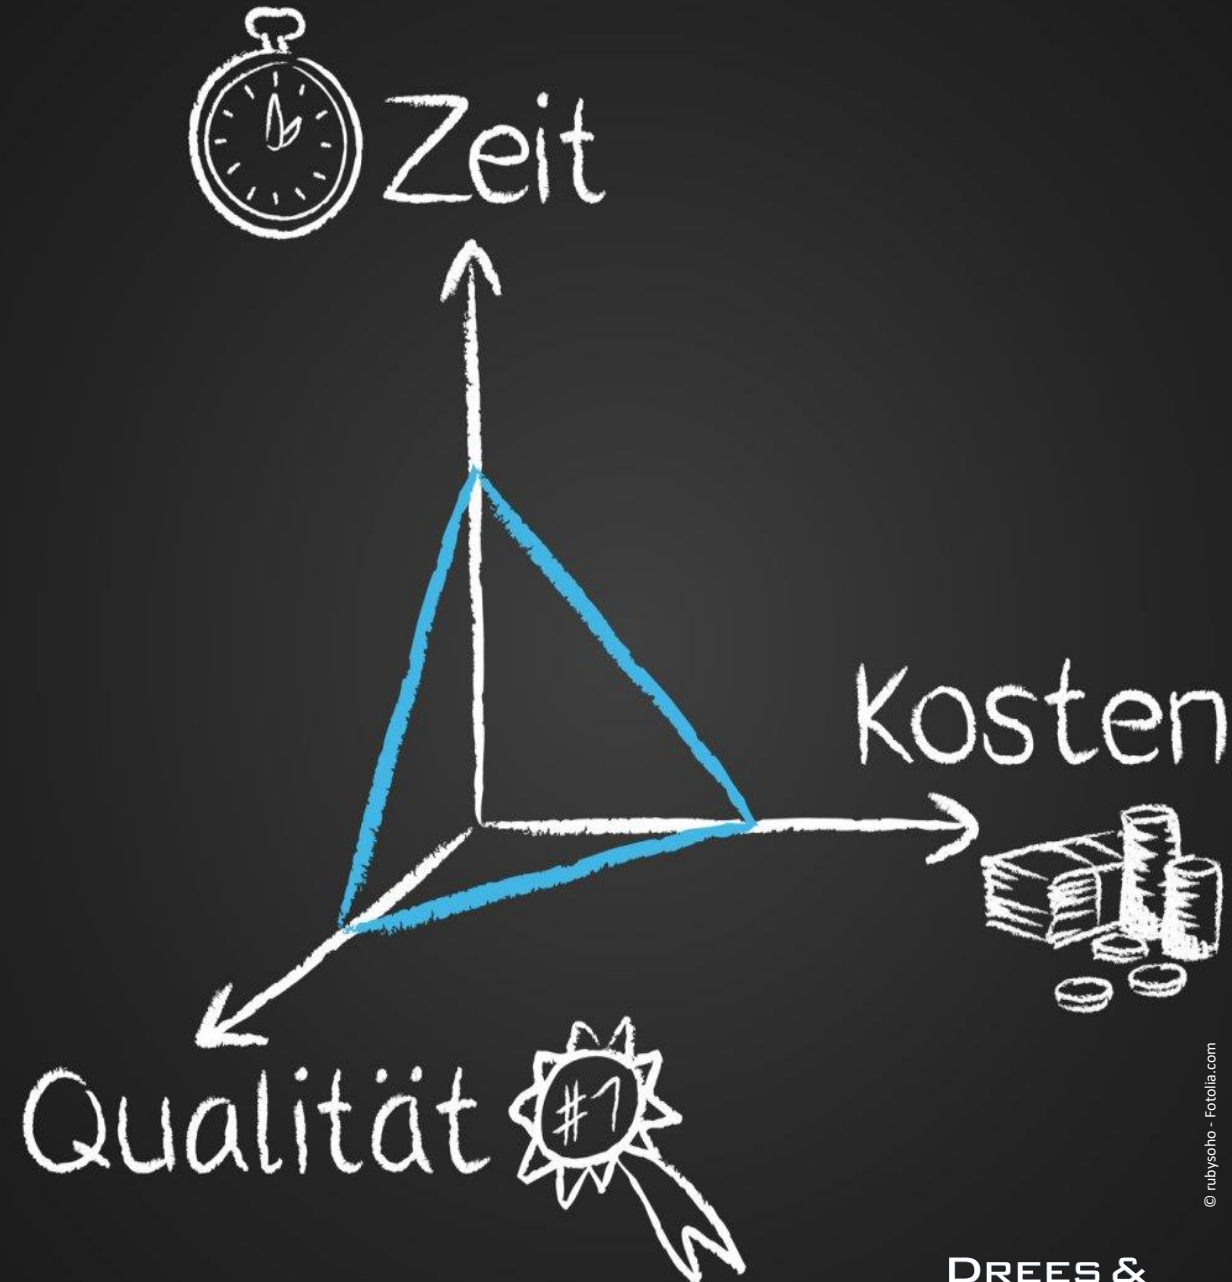 Zeit
Kosten
Qualität
#1
© rubysoho - Fotolia.com
DREES &